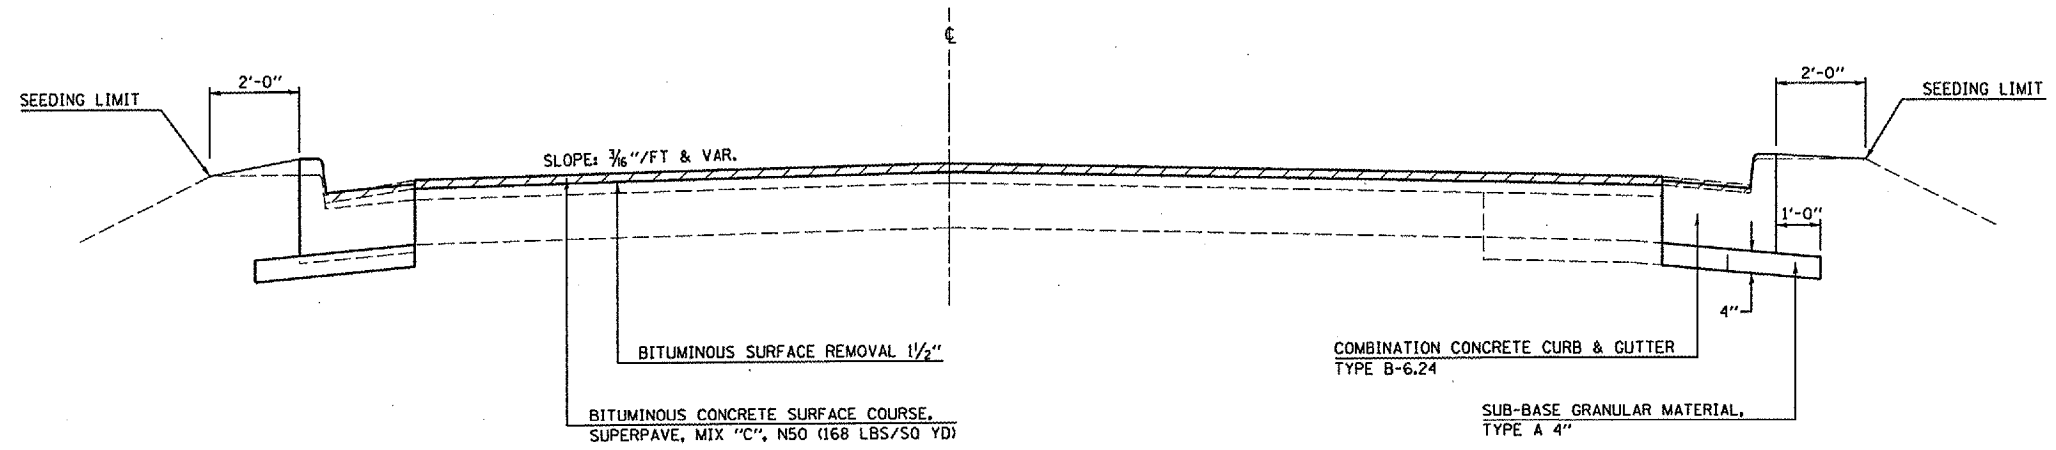 ℄
2'-0"
2'-0"
SEEDING LIMIT
SEEDING LIMIT
SLOPE: 3/16"/FT & VAR.
1'-0"
4"
BITUMINOUS SURFACE REMOVAL 1 1/2"
COMBINATION CONCRETE CURB & GUTTER
TYPE B-6.24
BITUMINOUS CONCRETE SURFACE COURSE,
SUPERPAVE, MIX "C", N50 (168 LBS/SQ YD)
SUB-BASE GRANULAR MATERIAL,
TYPE A 4"